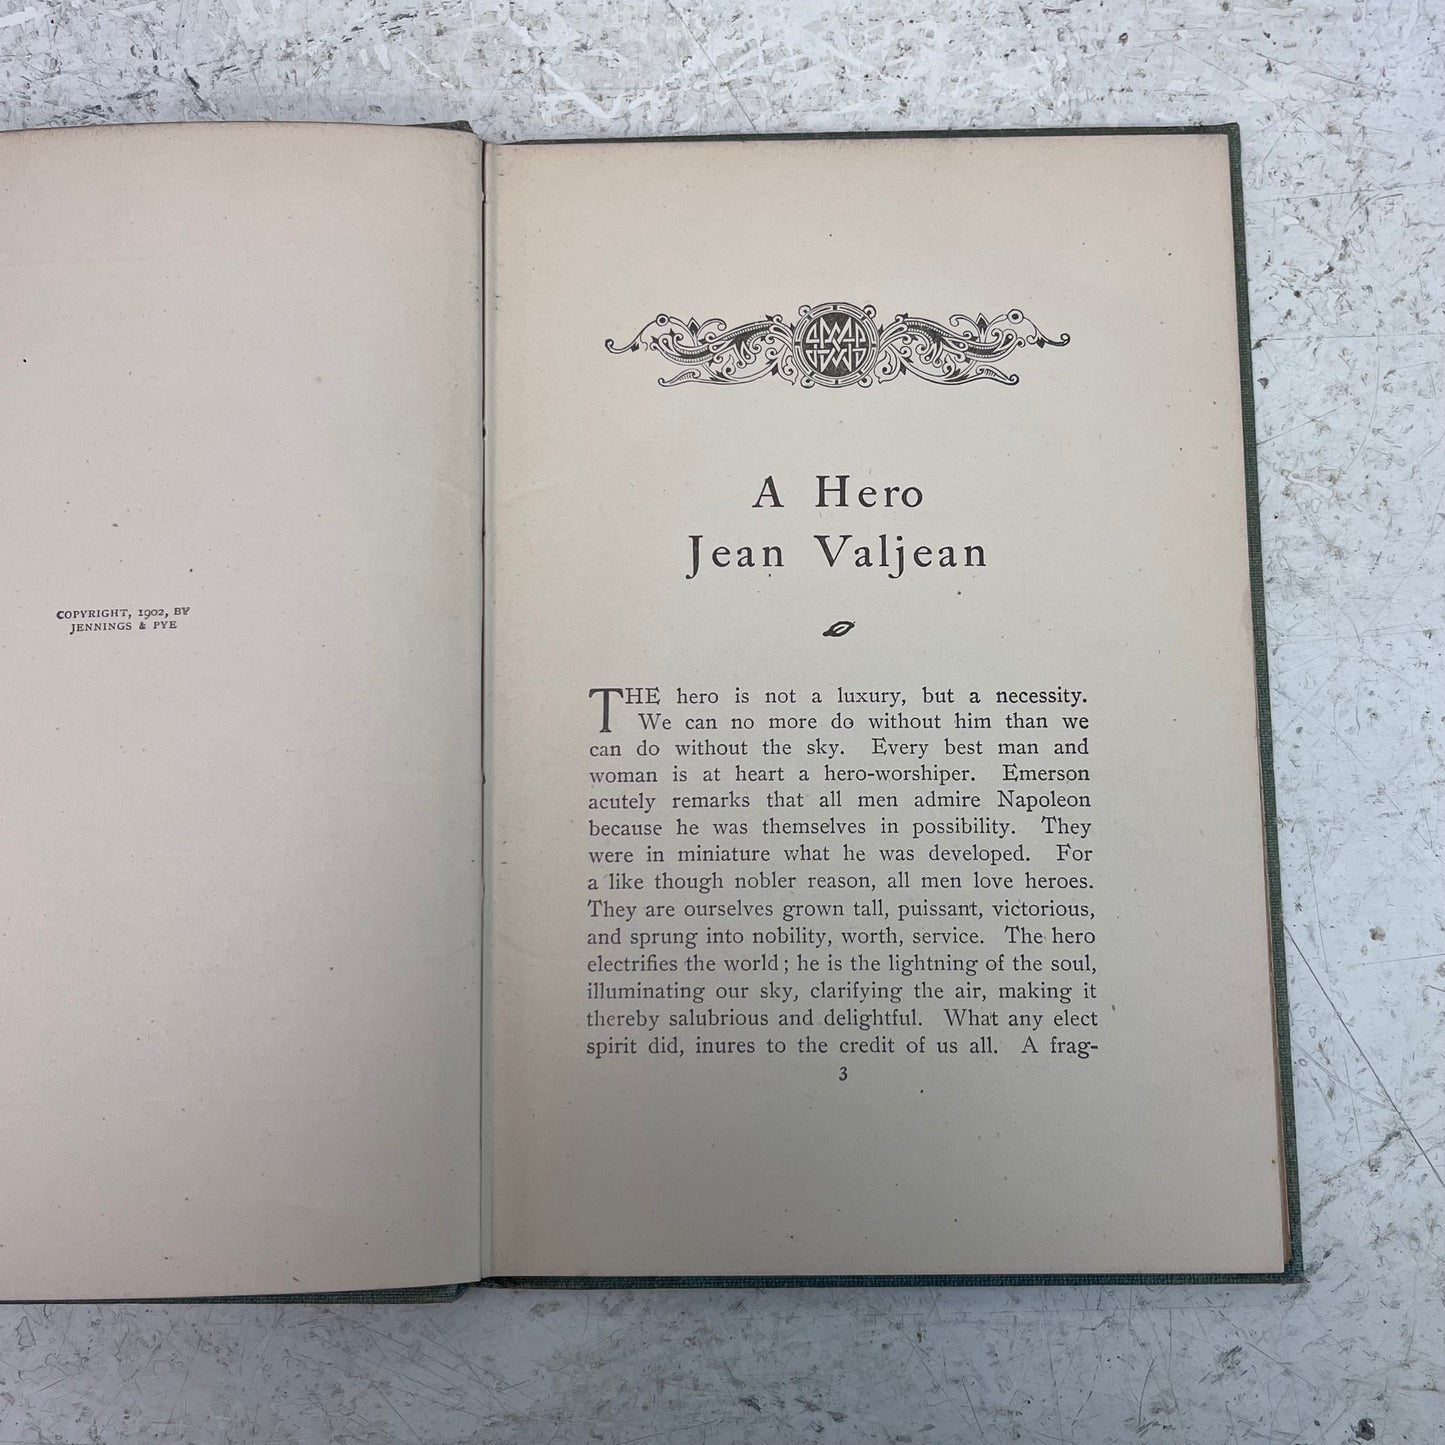 COPYRIGHT, 1902, BY
JENNINGS & PYE
A Hero
Jean Valjean
THE hero is not a luxury, but a necessity.
We can no more do without him than we
can do without the sky. Every best man and
woman is at heart a hero-worshiper. Emerson
acutely remarks that all men admire Napoleon
because he was themselves in possibility. They
were in miniature what he was developed. For
a like though nobler reason, all men love heroes.
They are ourselves grown tall, puissant, victorious,
and sprung into nobility, worth, service. The hero
electrifies the world; he is the lightning of the soul,
illuminating our sky, clarifying the air, making it
thereby salubrious and delightful. What any elect
spirit did, inures to the credit of us all. A frag-
3